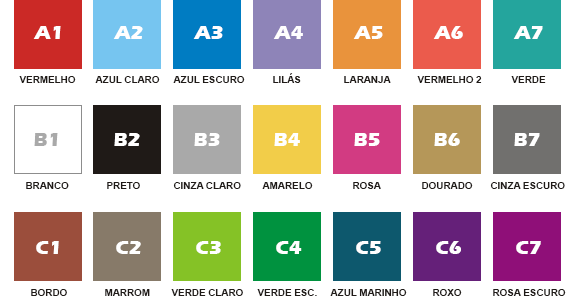 A1 A2 A3 A4 A5 A6 A7
VERMELHO AZUL CLARO AZUL ESCURO LILÁS LARANJA VERMELHO 2 VERDE
B1 B2 B3 B4 B5 B6 B7
BRANCO PRETO CINZA CLARO AMARELO ROSA DOURADO CINZA ESCURO
C1 C2 C3 C4 C5 C6 C7
BORDO MARROM VERDE CLARO VERDE ESC. AZUL MARINHO ROXO ROSA ESCURO